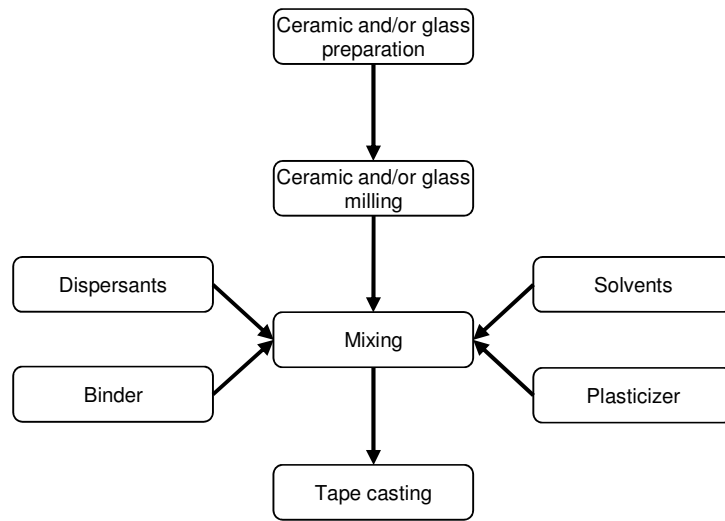 Ceramic and/or glass
preparation
Ceramic and/or glass
milling
Dispersants
Solvents
Mixing
Binder
Plasticizer
Tape casting